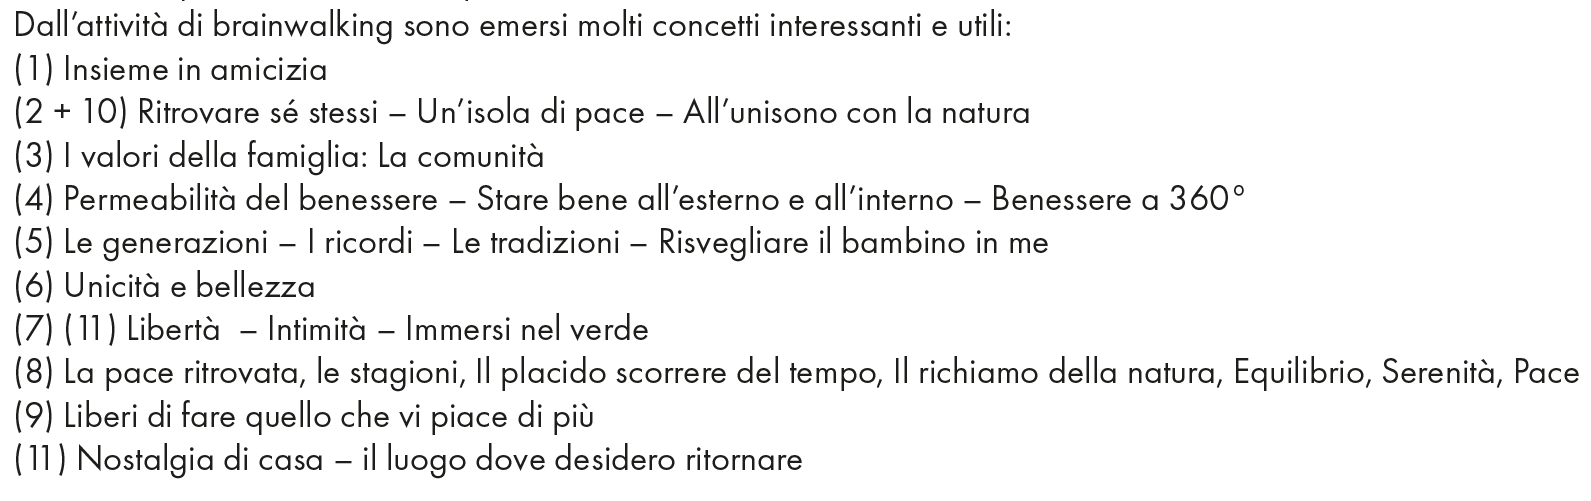 Dall’attività di brainwalking sono emersi molti concetti interessanti e utili:
(1) Insieme in amicizia
(2 + 10) Ritrovare sé stessi – Un’isola di pace – All’unisono con la natura
(3) I valori della famiglia: La comunità
(4) Permeabilità del benessere – Stare bene all’esterno e all’interno – Benessere a 360°
(5) Le generazioni – I ricordi – Le tradizioni – Risvegliare il bambino in me
(6) Unicità e bellezza
(7) (11) Libertà – Intimità – Immersi nel verde
(8) La pace ritrovata, le stagioni, Il placido scorrere del tempo, Il richiamo della natura, Equilibrio, Serenità, Pace
(9) Liberi di fare quello che vi piace di più
(11) Nostalgia di casa – il luogo dove desidero ritornare